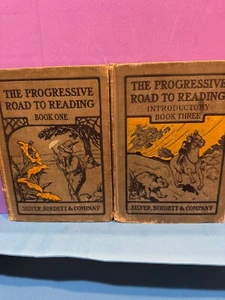 THE PROGRESSIVE
ROAD TO READING
BOOK ONE
SILVER, BURDETT & COMPANY
THE PROGRESSIVE
ROAD TO READING
INTRODUCTORY
BOOK THREE
SILVER, BURDETT & COMPANY